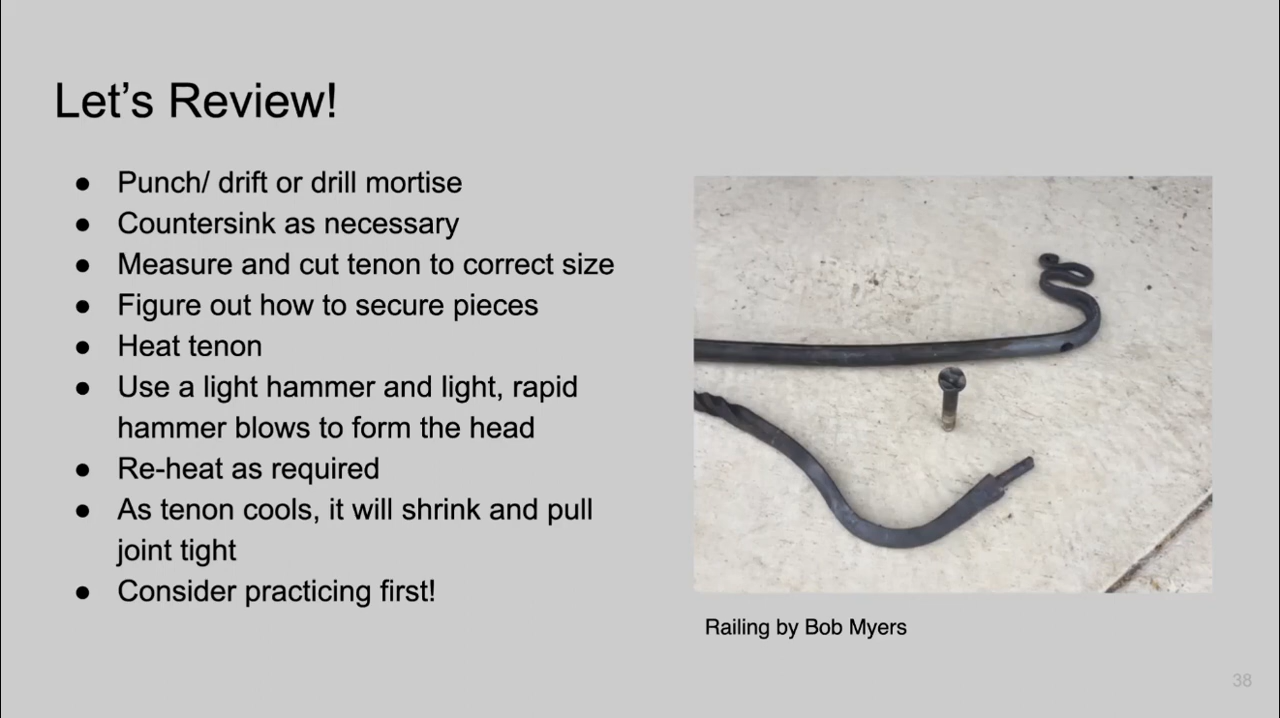 Let's Review!
● Punch/ drift or drill mortise
● Countersink as necessary
● Measure and cut tenon to correct size
● Figure out how to secure pieces
● Heat tenon
● Use a light hammer and light, rapid
hammer blows to form the head
● Re-heat as required
● As tenon cools, it will shrink and pull
joint tight
● Consider practicing first!
Railing by Bob Myers
38